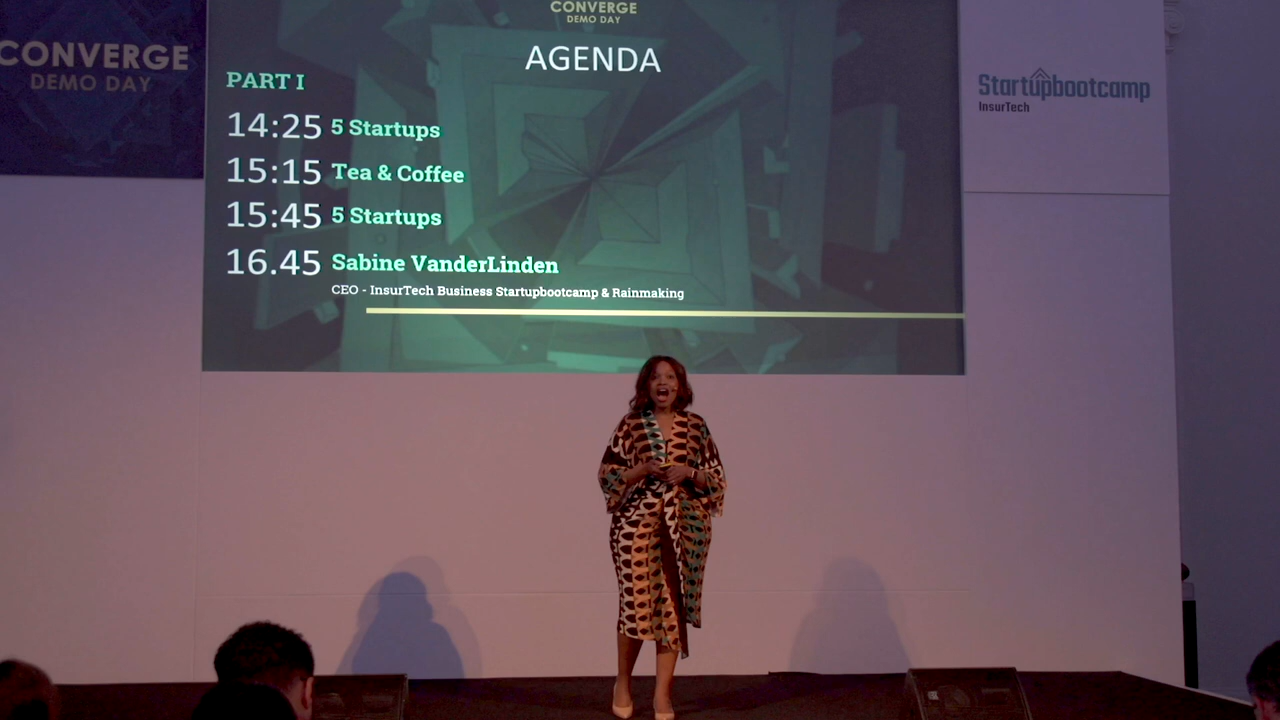 CONVERGE
DEMO DAY
CONVERGE
DEMO DAY
AGENDA
PART I
14:25 5 Startups
15:15 Tea & Coffee
15:45 5 Startups
16.45 Sabine VanderLinden
CEO - InsurTech Business Startupbootcamp & Rainmaking
Startupbootcamp
InsurTech